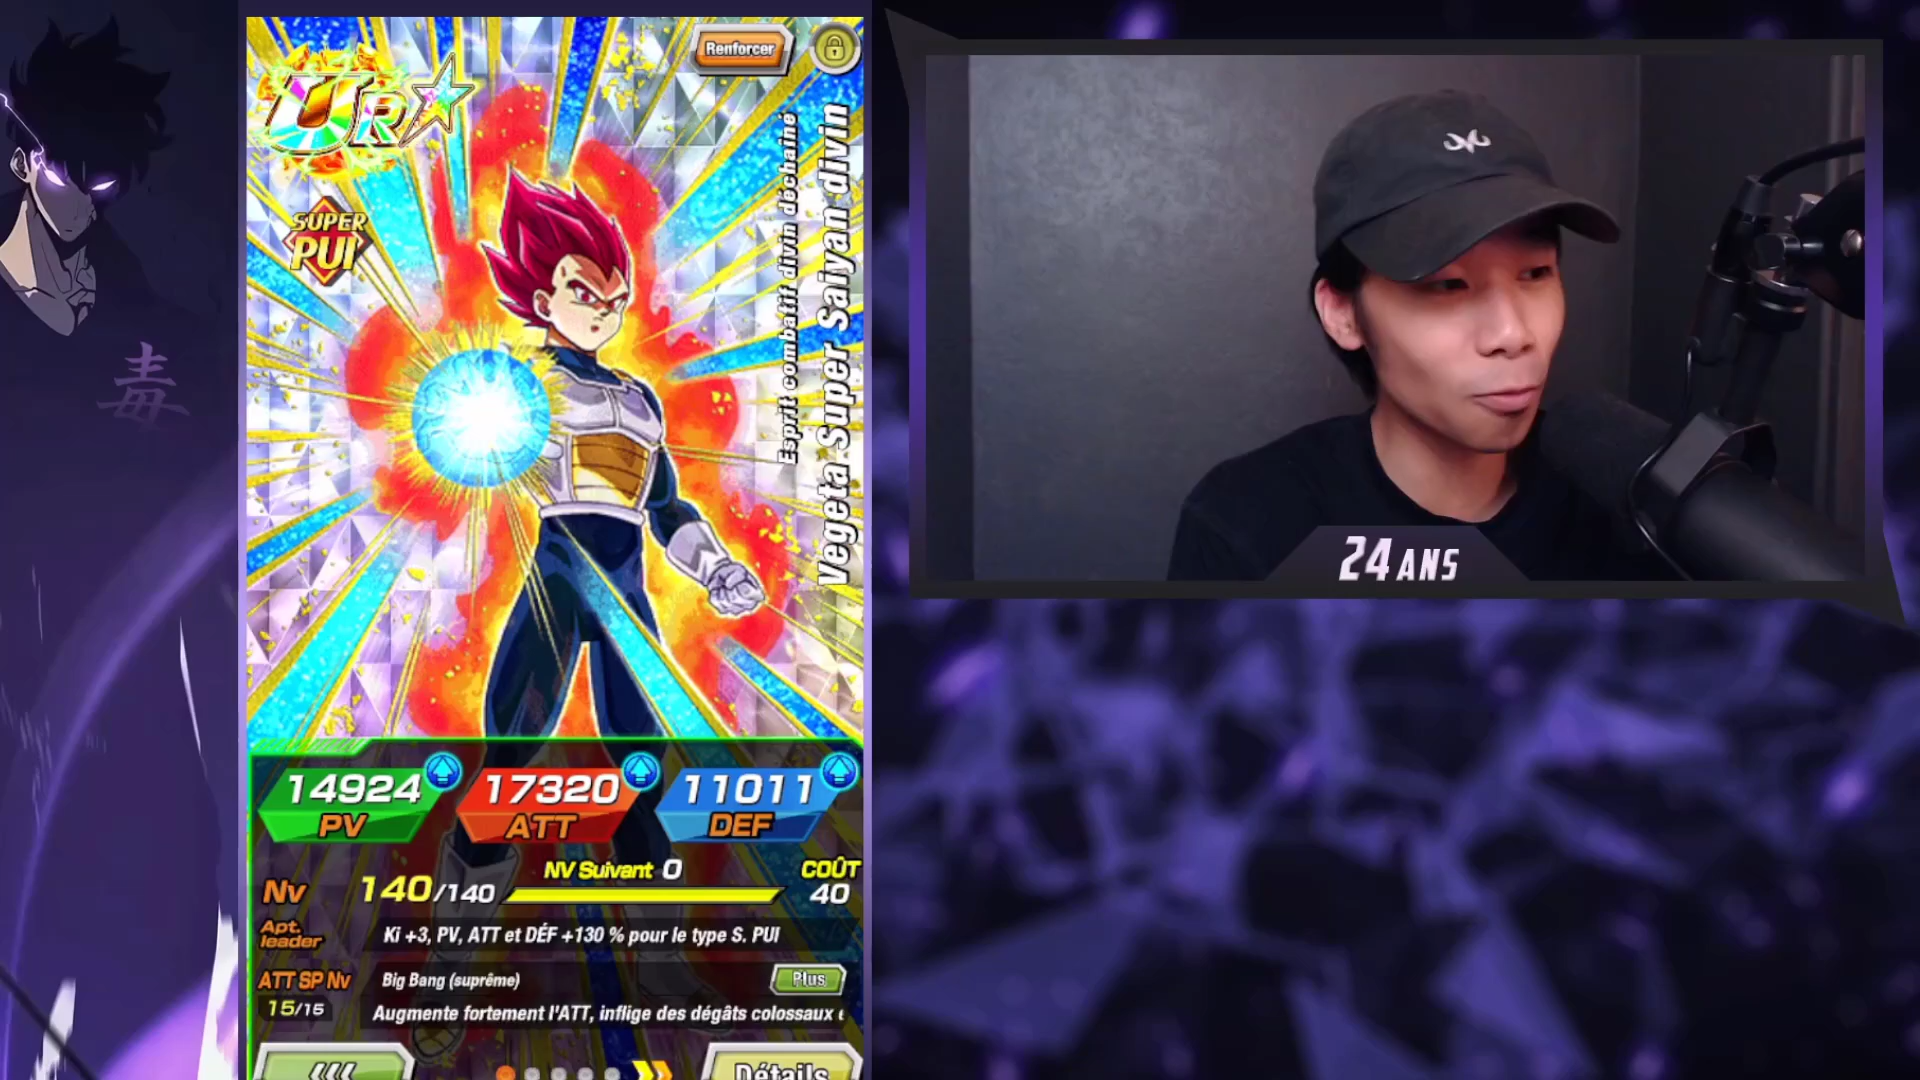 Renforcer
UR
SUPER
PUI
Esprit combatif divin déchaîné
Vegeta Super Saiyan divin
毒
14924
PV
17320
ATT
11011
DEF
NV Suivant 0
COÛT
Nv 140/140
40
Apt. leader
Ki +3, PV, ATT et DÉF +130 % pour le type S. PUI
ATT SP Nv
Big Bang (suprême)
Plus
15/15
Augmente fortement l'ATT, inflige des dégâts colossaux
Détails
24 ANS